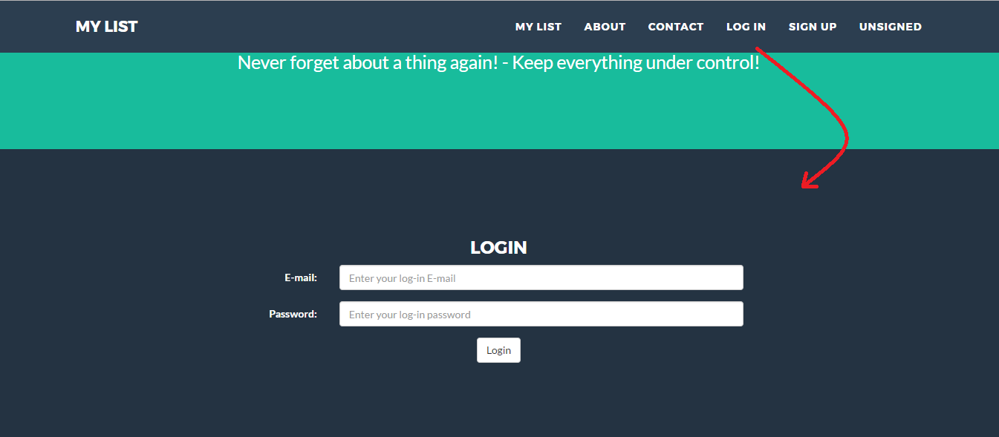 MY LIST MY LIST ABOUT CONTACT LOG IN SIGN UP UNSIGNED
Never forget about a thing again! - Keep everything under control!
LOGIN
E-mail: Enter your log-in E-mail
Password: Enter your log-in password
Login